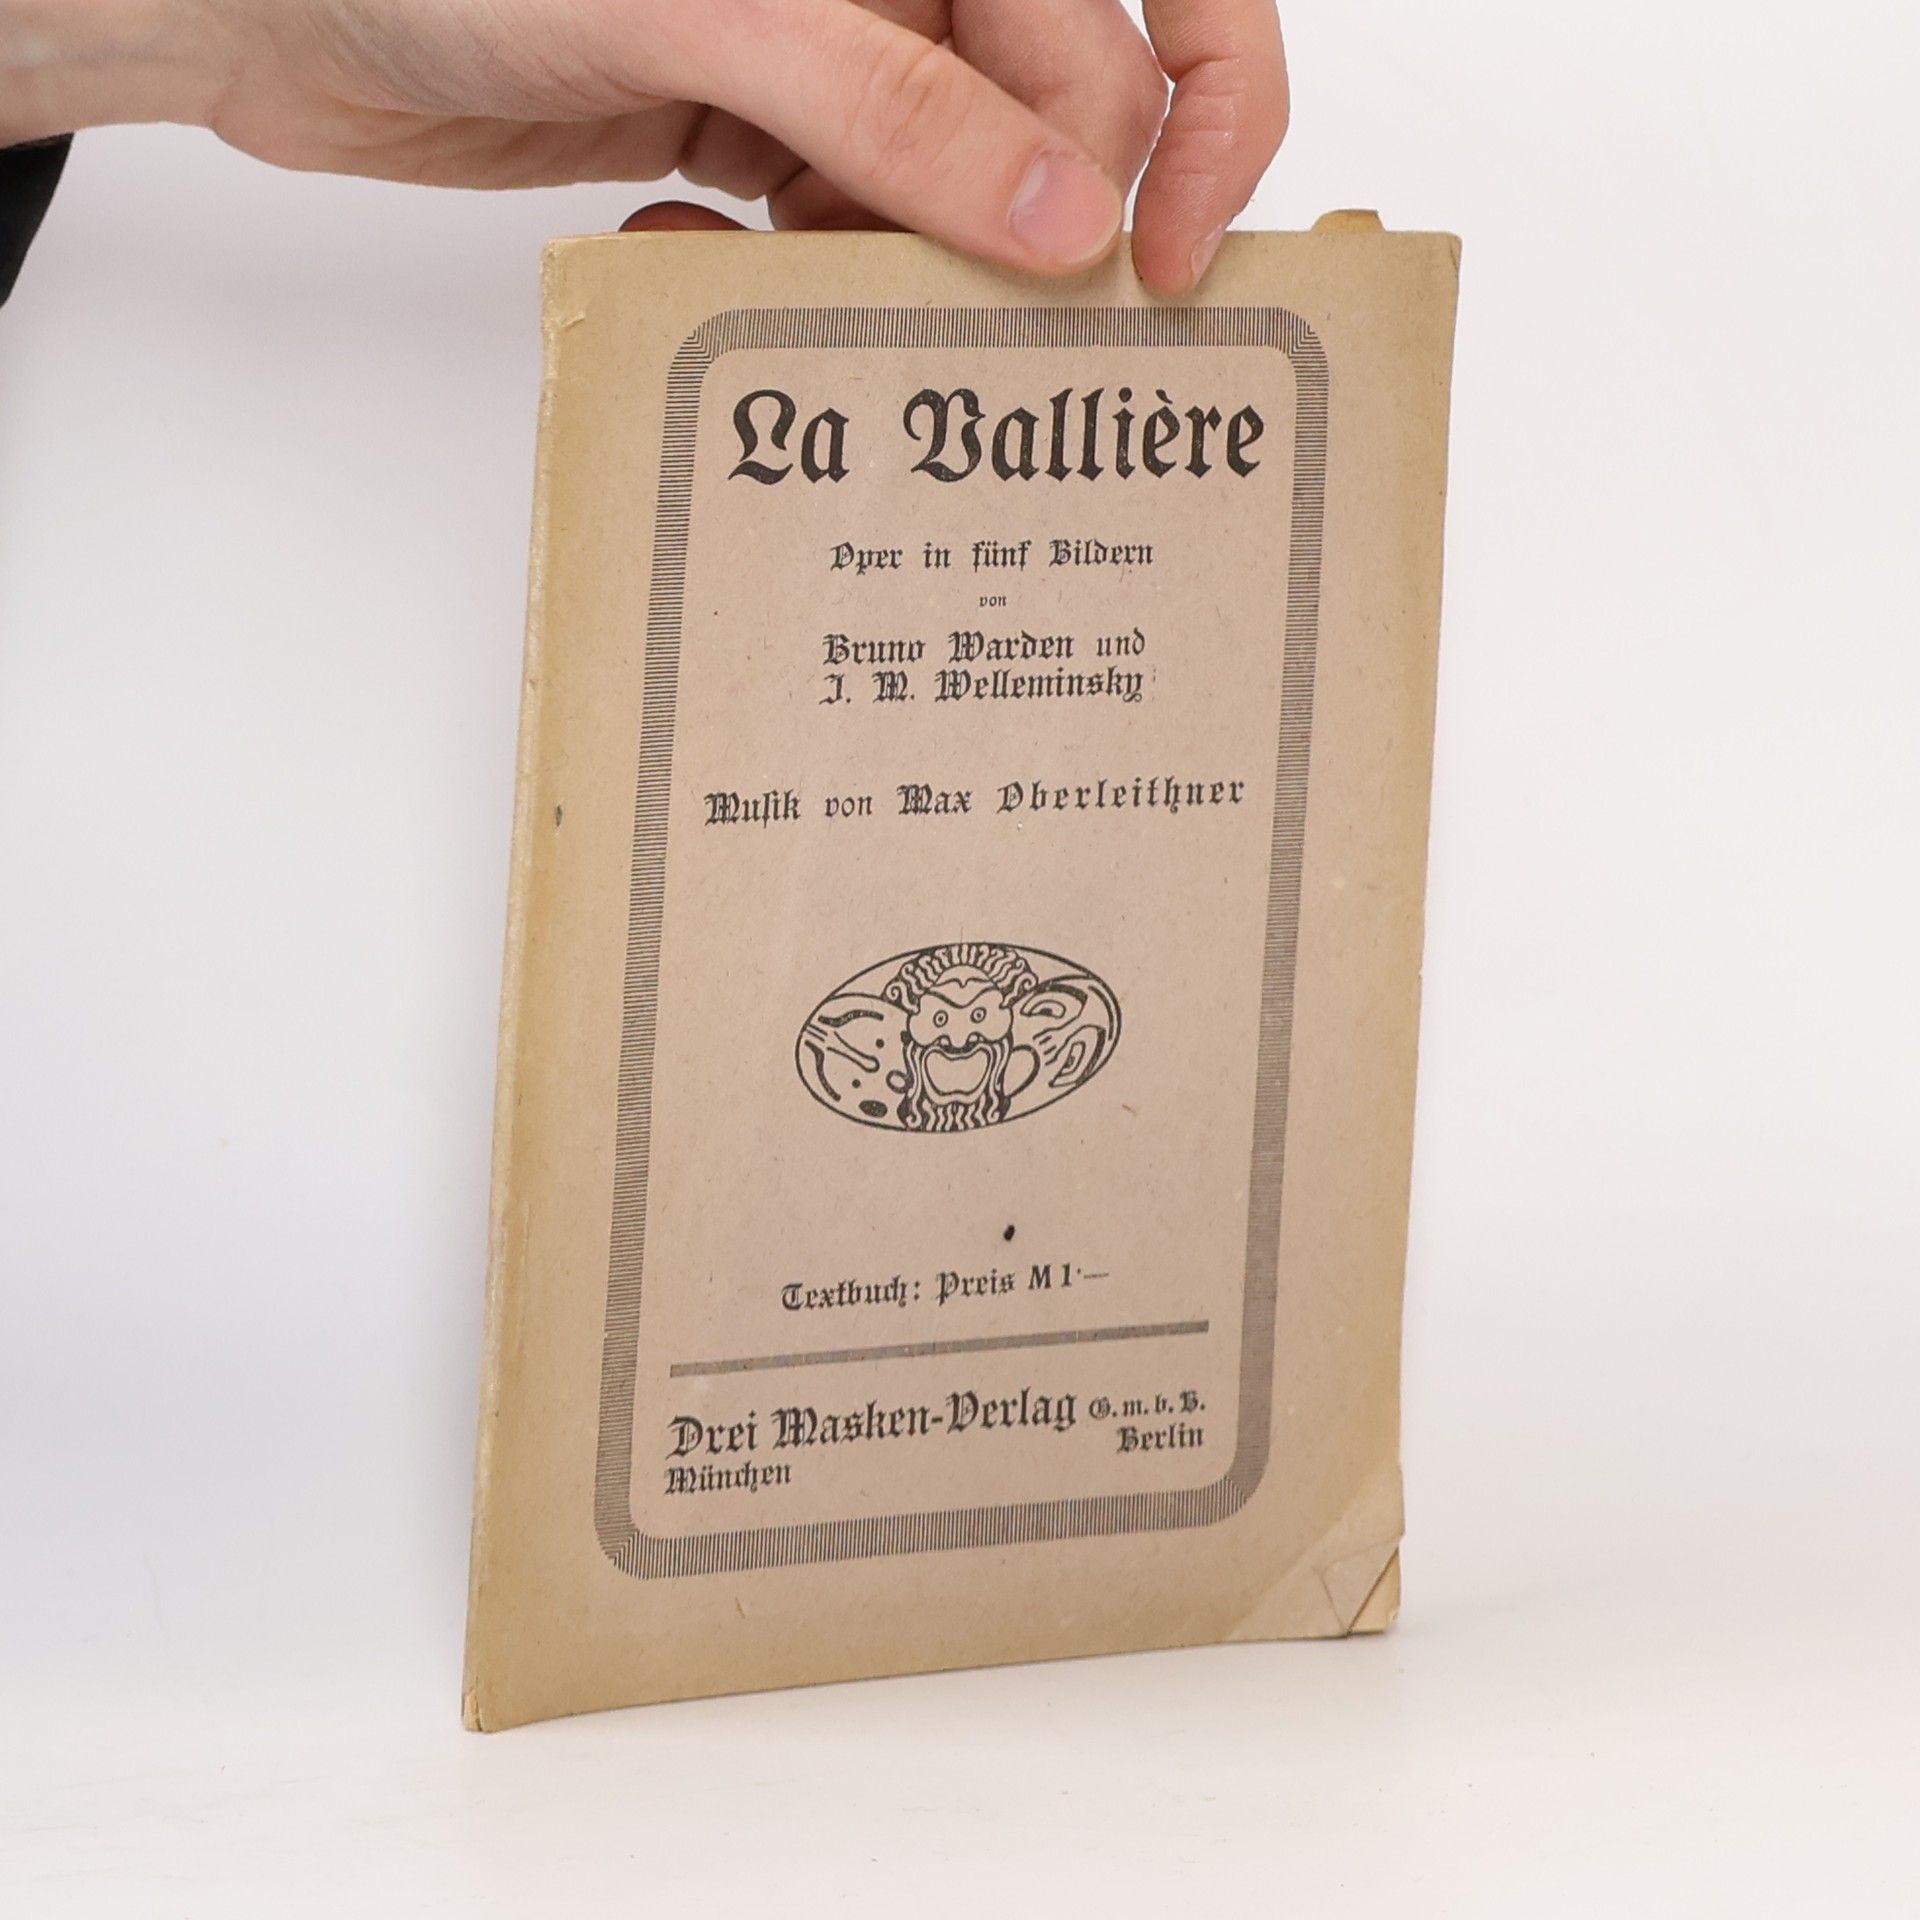 La Vallière
Oper in fünf Bildern
von
Bruno Warden und
I. M. Welleminsky
Musik von Max Oberleithner
Textbuch: Preis M 1·—
Drei Masken-Verlag G.m.b.H.
München Berlin